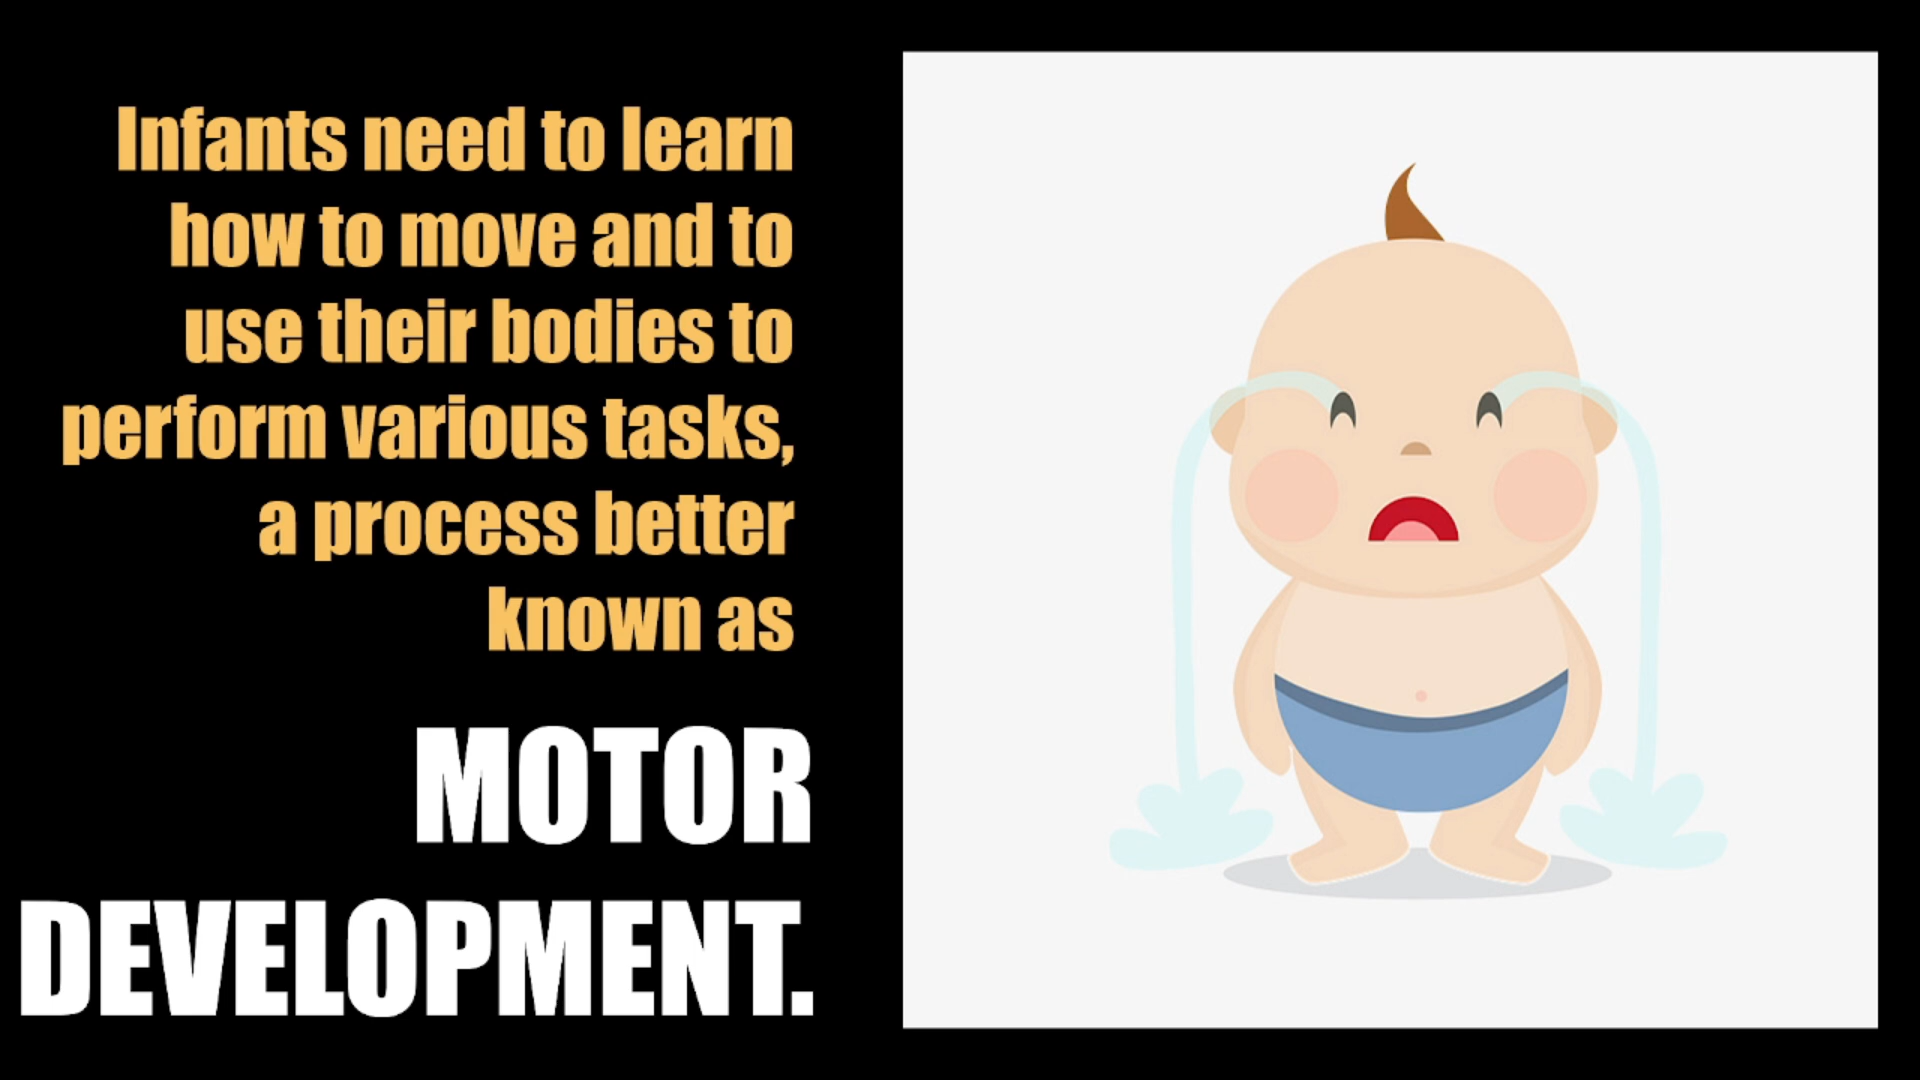 Infants need to learn
how to move and to
use their bodies to
perform various tasks,
a process better
known as
MOTOR
DEVELOPMENT.